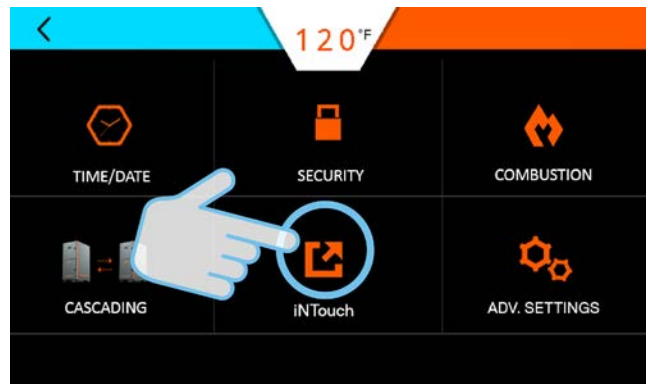 120°F
TIME/DATE
SECURITY
COMBUSTION
CASCADING
iNTouch
ADV. SETTINGS